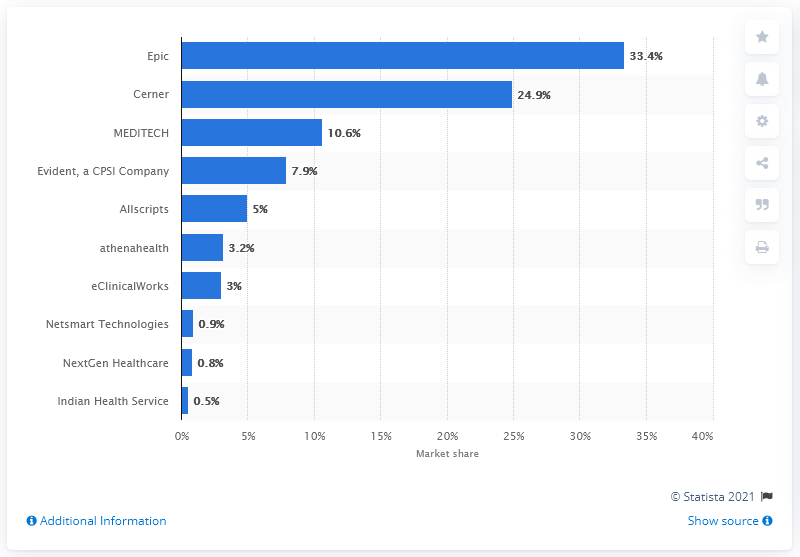 Epic 33.4%
Cerner 24.9%
MEDITECH 10.6%
Evident, a CPSI Company 7.9%
Allscripts 5%
athenahealth 3.2%
eClinicalWorks 3%
Netsmart Technologies 0.9%
NextGen Healthcare 0.8%
Indian Health Service 0.5%
0% 5% 10% 15% 20% 25% 30% 35% 40%
Market share
© Statista 2021
Additional Information Show source